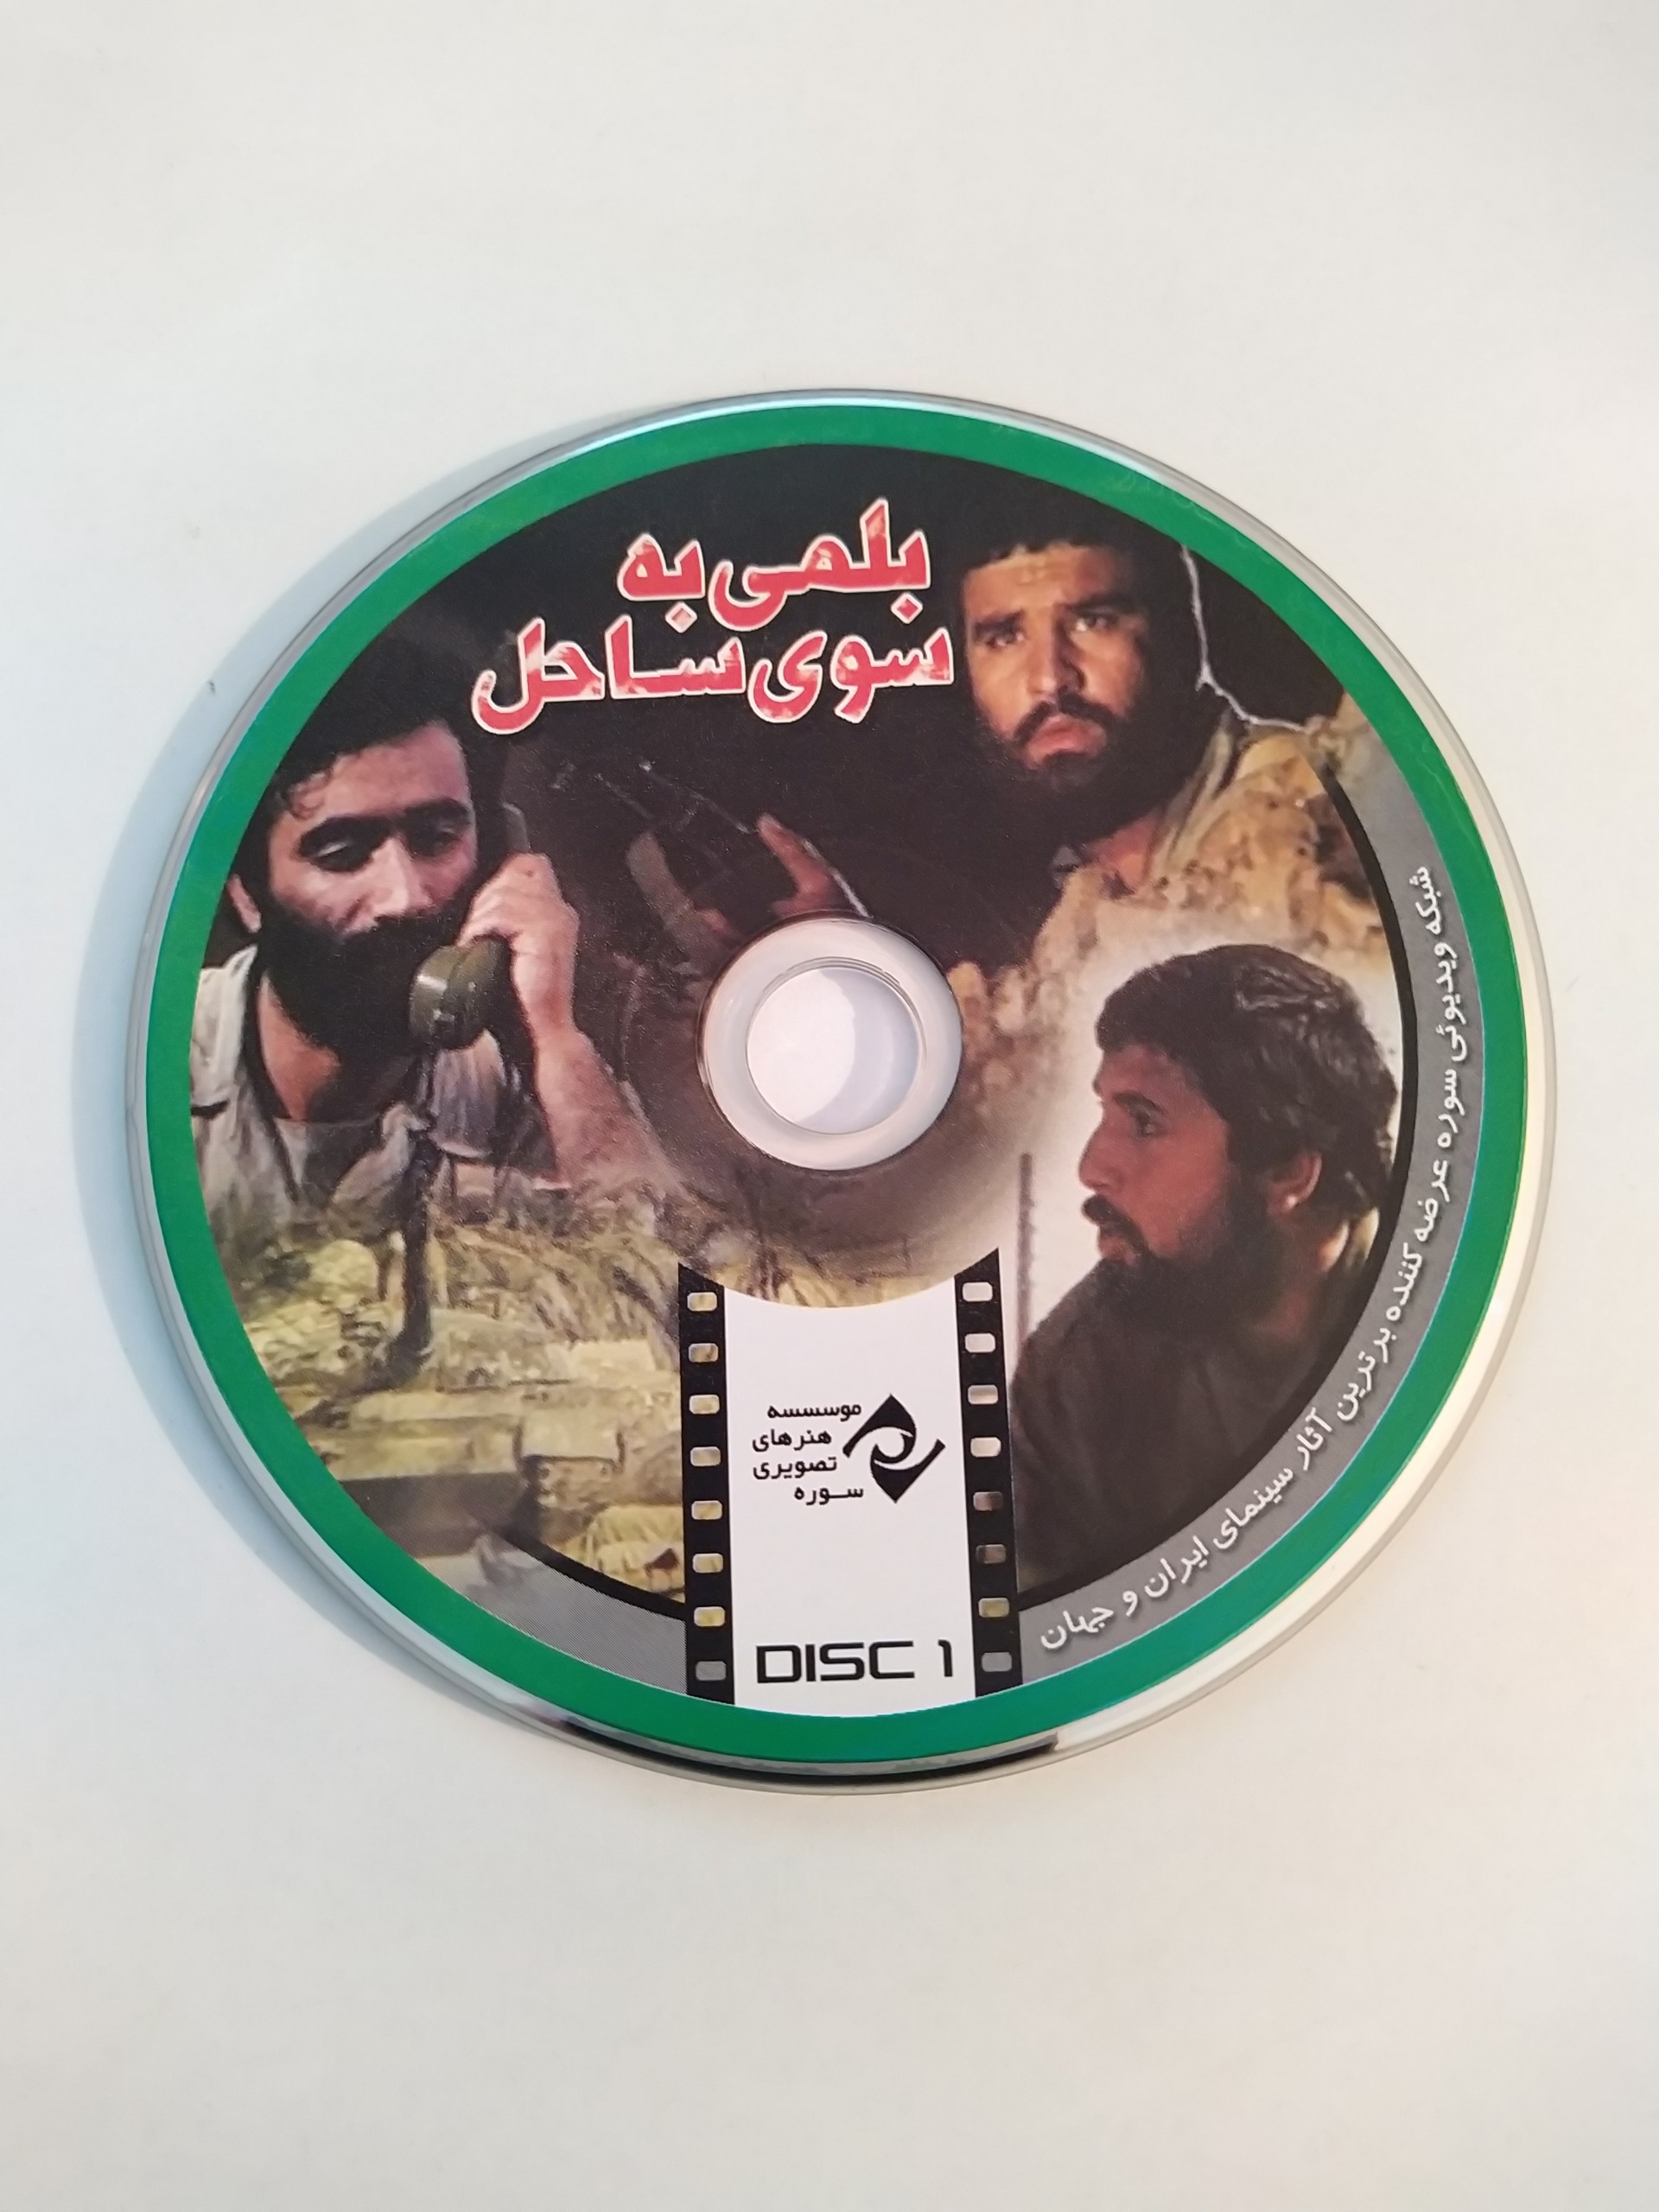 بلمی به
سوی ساحل
شبکه ویدیوئی سوره عرضه کننده برترین آثار سینمای ایران و جهان
موسسسه
هنرهای
تصویری
سوره
DISC 1